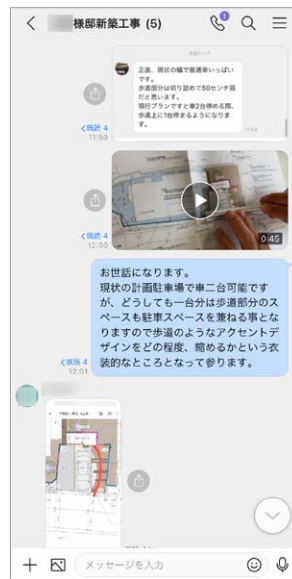 様邸新築工事 (5)
正直、現状の幅で普通車いっぱい
です。
歩道部分は切り詰めて50センチ弱
だと思います。
現行プランですと車2台停める際、
歩道上に1台停まるようになりま
す。
既読 4
11:59
11:59
0:45
既読 4
12:00
お世話になります。
現状の計画駐車場で車二台可能です
が、どうしても一台分は歩道部分のス
ペースも駐車スペースを兼ねる事とな
りますので歩道のようなアクセントデ
ザインをどの程度、縮めるかという衣
装的なところとなって参ります。
既読 4
12:01
メッセージを入力